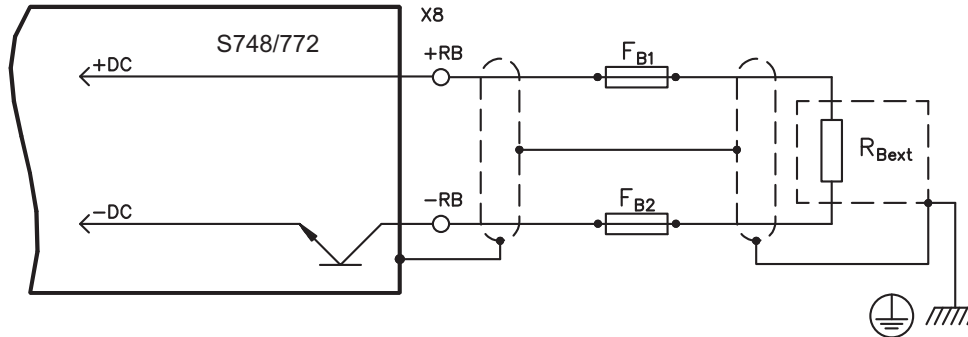 X8
S748/772
+DC
+RB
F B1
R Bext
-DC
-RB
F B2